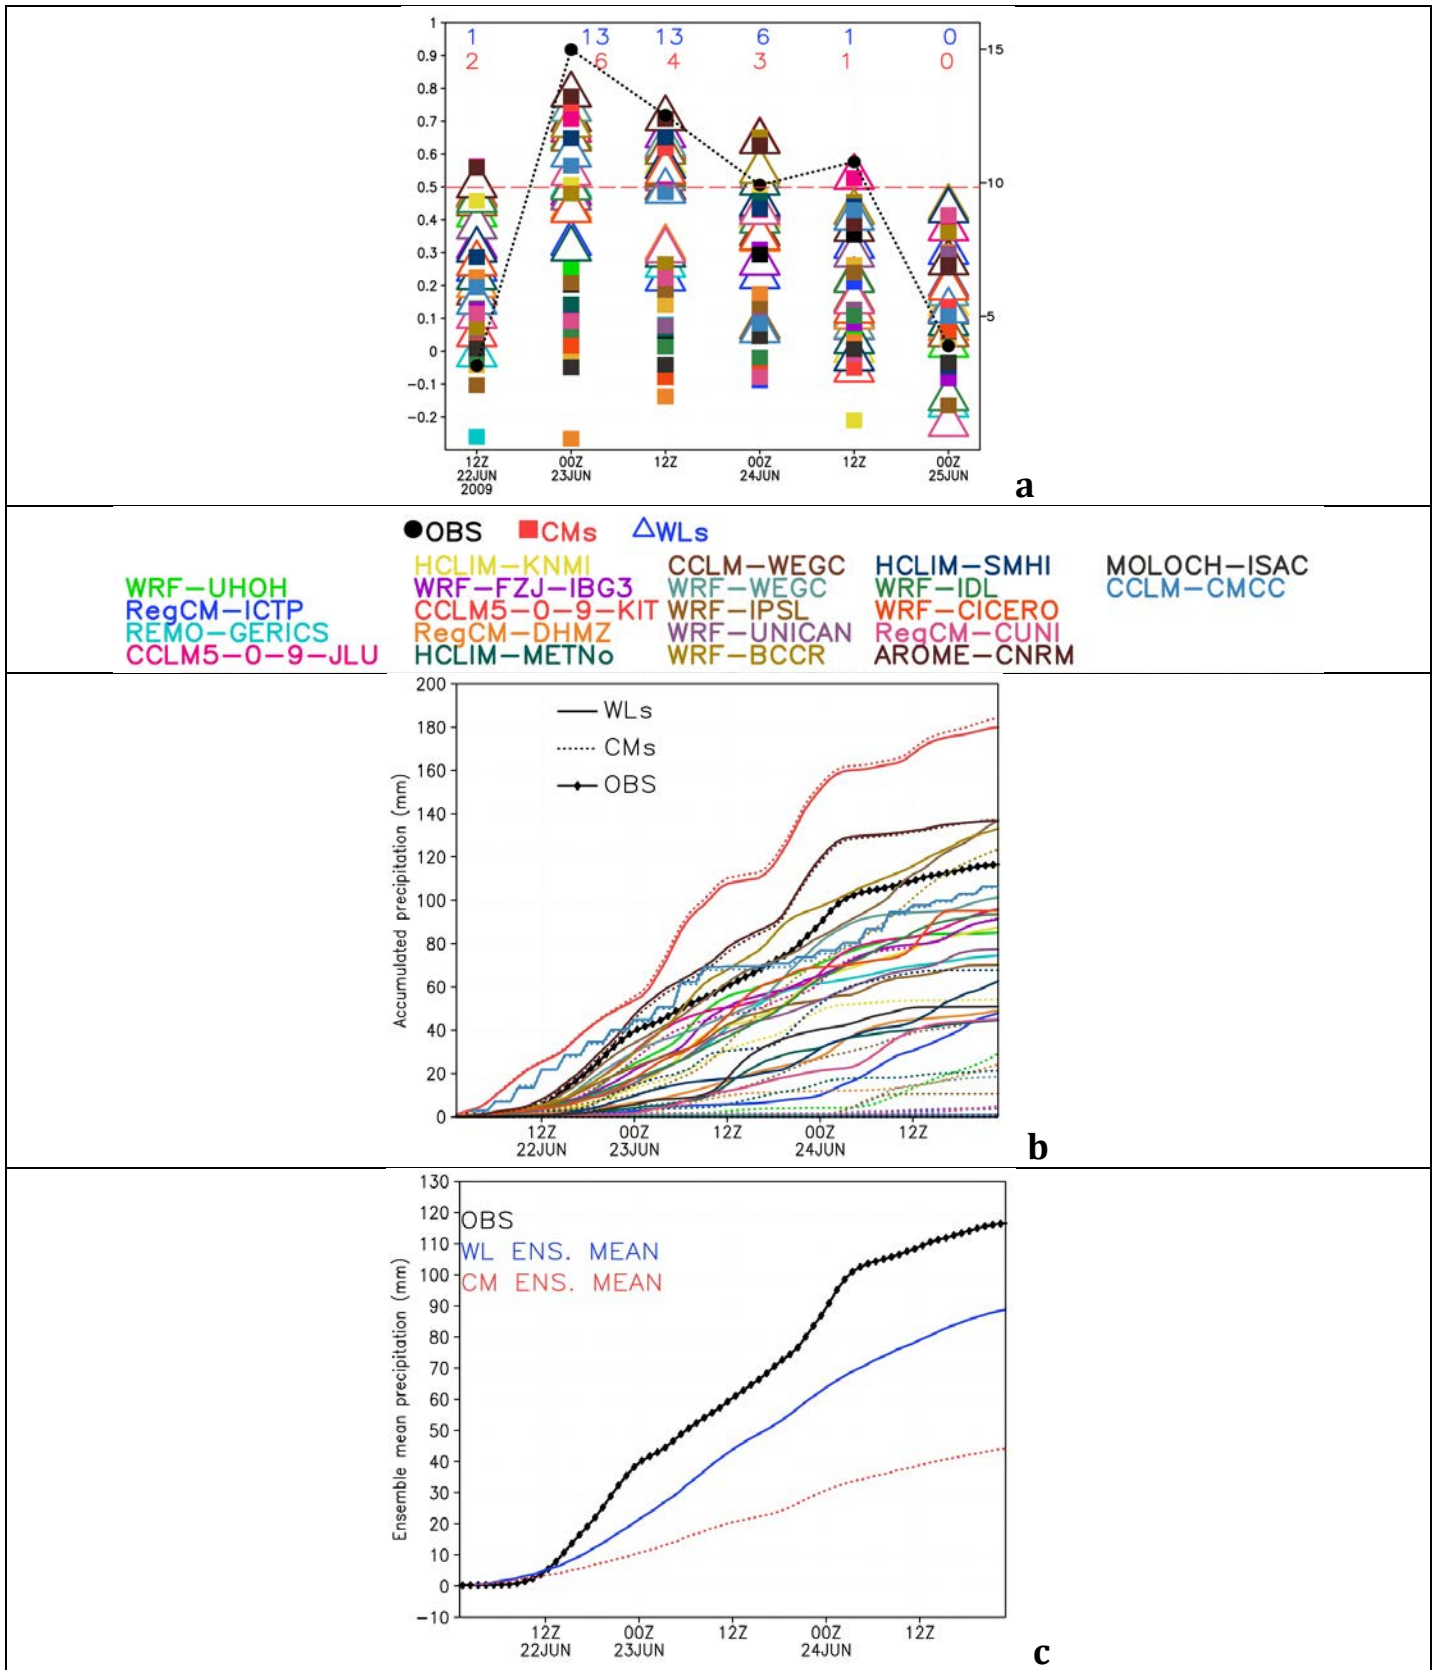 1
0.9
0.8
0.7
0.6
0.5
0.4
0.3
0.2
0.1
0
-0.1
-0.2
1 13 13 6 1 0
2 6 4 3 1 0
15
10
5
12Z 00Z 12Z 00Z 12Z 00Z
22JUN 23JUN 24JUN 25JUN
2009
a
OBS CMs WLs
HCLIM-KNMI CCLM-WEGC HCLIM-SMHI MOLOCH-ISAC
WRF-UHOH WRF-FZJ-IBG3 WRF-WEGC WRF-IDL CCLM-CMCC
RegCM-ICTP CCLM5-0-9-KIT WRF-IPSL WRF-CICERO
REMO-GERICS RegCM-DHMZ WRF-UNICAN RegCM-CUNI
CCLM5-0-9-JLU HCLIM-METNo WRF-BCCR AROME-CNRM
Accumulated precipitation (mm)
200
180
160
140
120
100
80
60
40
20
0
WLs
CMs
OBS
12Z 00Z 12Z 00Z 12Z
22JUN 23JUN 24JUN
b
Ensemble mean precipitation (mm)
130
120
110
100
90
80
70
60
50
40
30
20
10
0
-10
OBS
WL ENS. MEAN
CM ENS. MEAN
12Z 00Z 12Z 00Z 12Z
22JUN 23JUN 24JUN
c